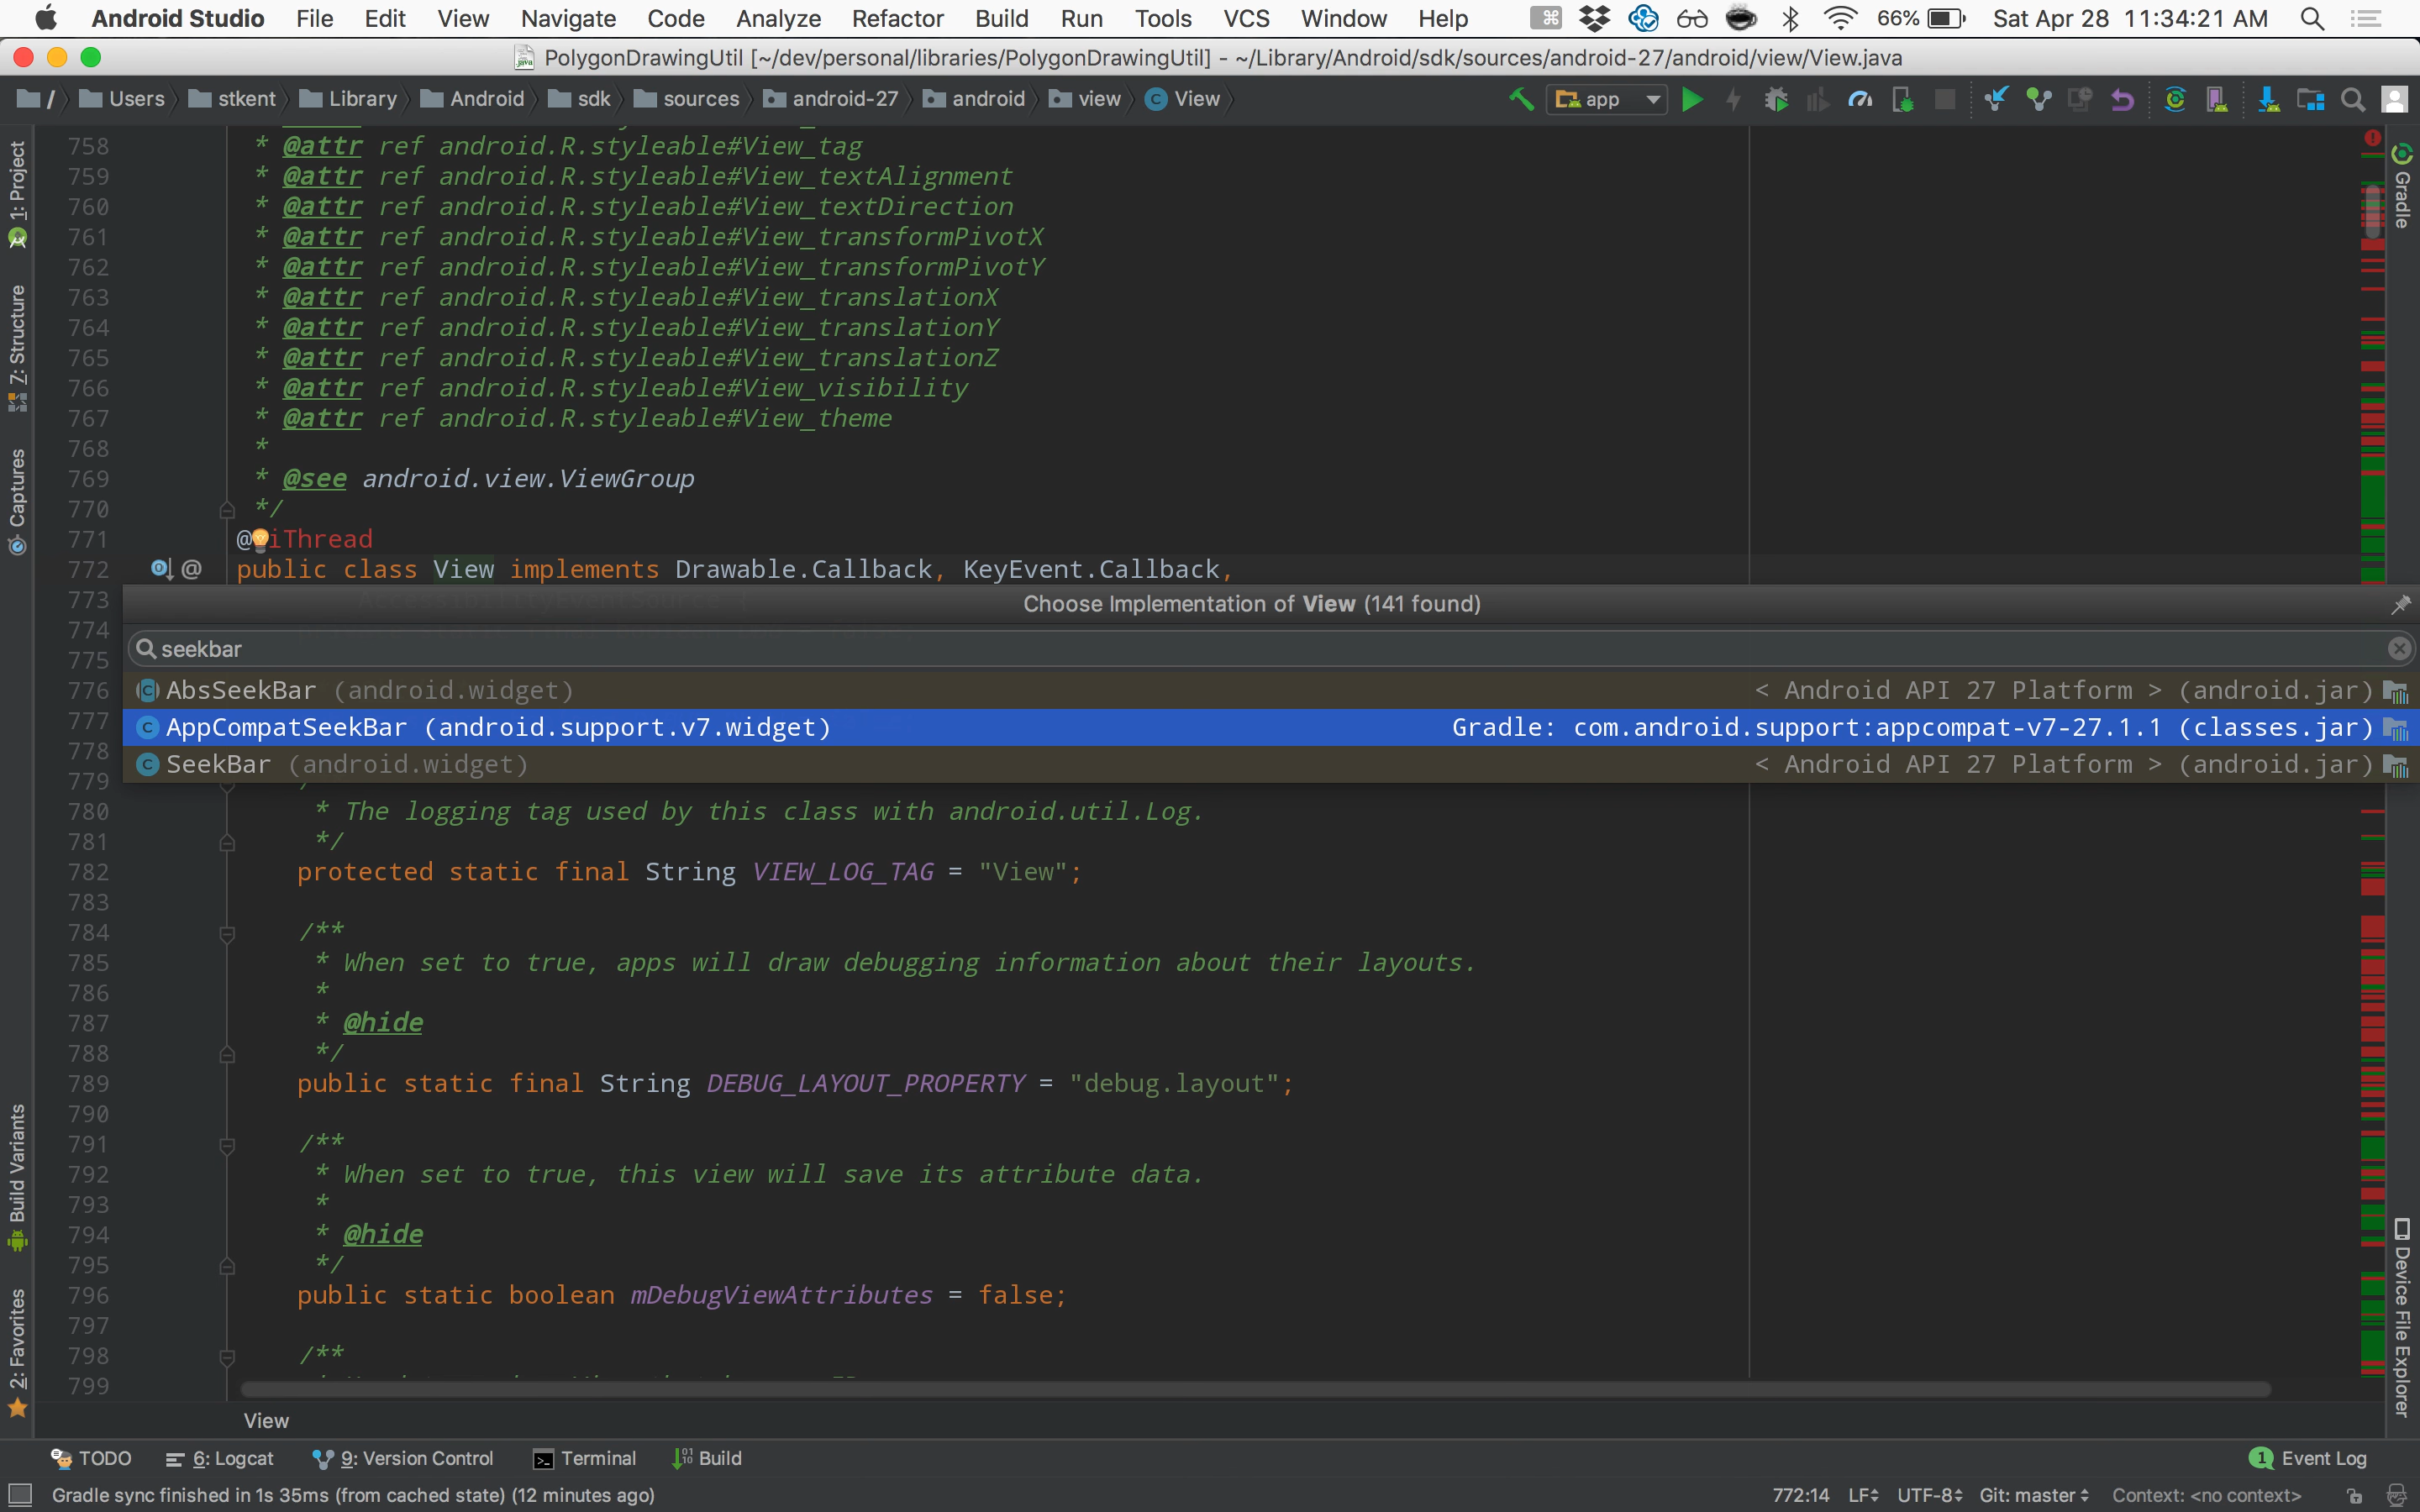 Android Studio File Edit View Navigate Code Analyze Refactor Build Run Tools VCS Window Help 66% Sat Apr 28 11:34:21 AM
PolygonDrawingUtil [~/dev/personal/libraries/PolygonDrawingUtil] - ~/Library/Android/sdk/sources/android-27/android/view/View.java
/ Users stkent Library Android sdk sources android-27 android view View app
1: Project
7: Structure
Captures
Build Variants
2: Favorites
Gradle
Device File Explorer
758 * @attr ref android.R.styleable#View_tag
759 * @attr ref android.R.styleable#View_textAlignment
760 * @attr ref android.R.styleable#View_textDirection
761 * @attr ref android.R.styleable#View_transformPivotX
762 * @attr ref android.R.styleable#View_transformPivotY
763 * @attr ref android.R.styleable#View_translationX
764 * @attr ref android.R.styleable#View_translationY
765 * @attr ref android.R.styleable#View_translationZ
766 * @attr ref android.R.styleable#View_visibility
767 * @attr ref android.R.styleable#View_theme
768 *
769 * @see android.view.ViewGroup
770 */
771 @iThread
772 @ public class View implements Drawable.Callback, KeyEvent.Callback,
773
Choose Implementation of View (141 found)
774
seekbar
775
776 AbsSeekBar (android.widget) < Android API 27 Platform > (android.jar)
777 AppCompatSeekBar (android.support.v7.widget) Gradle: com.android.support:appcompat-v7-27.1.1 (classes.jar)
778 SeekBar (android.widget) < Android API 27 Platform > (android.jar)
779
780 * The logging tag used by this class with android.util.Log.
781 */
782 protected static final String VIEW_LOG_TAG = "View";
783
784 /**
785 * When set to true, apps will draw debugging information about their layouts.
786 *
787 * @hide
788 */
789 public static final String DEBUG_LAYOUT_PROPERTY = "debug.layout";
790
791 /**
792 * When set to true, this view will save its attribute data.
793 *
794 * @hide
795 */
796 public static boolean mDebugViewAttributes = false;
797
798 /**
799
View
TODO 6: Logcat 9: Version Control Terminal Build 1 Event Log
Gradle sync finished in 1s 35ms (from cached state) (12 minutes ago) 772:14 LF UTF-8 Git: master Context: <no context>